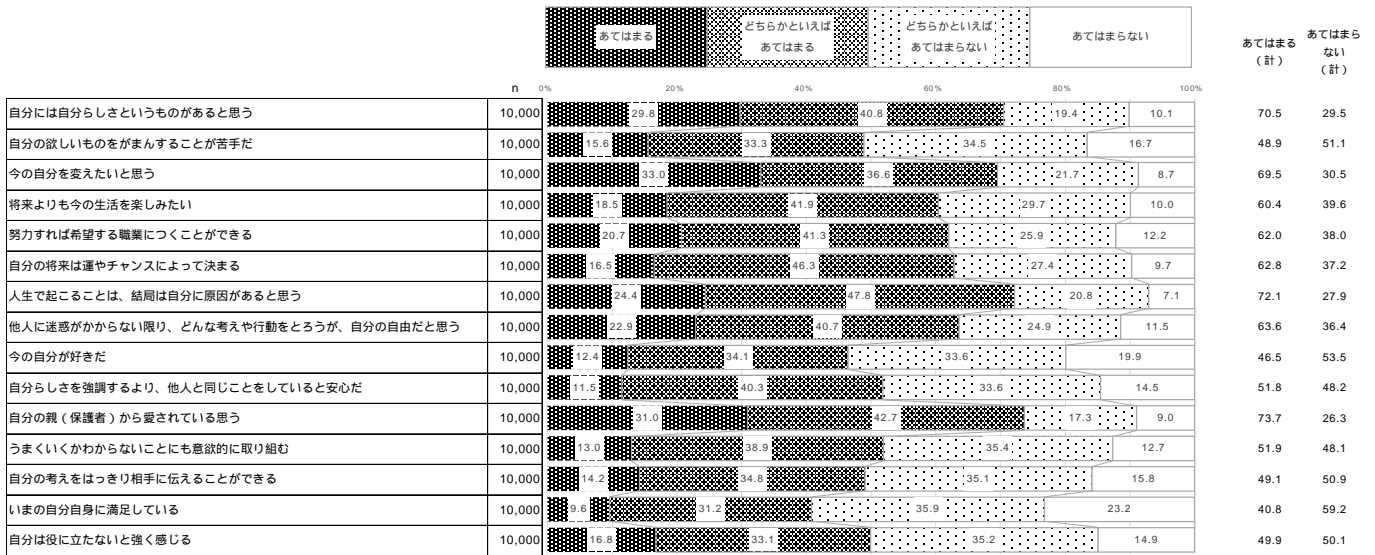 あてはまる
どちらかといえば
あてはまる
どちらかといえば
あてはまらない
あてはまらない
あてはまる
（計）
あてはまら
ない
（計）
n 0% 20% 40% 60% 80% 100%
自分には自分らしさというものがあると思う 10,000 29.8 40.8 19.4 10.1 70.5 29.5
自分の欲しいものをがまんすることが苦手だ 10,000 15.6 33.3 34.5 16.7 48.9 51.1
今の自分を変えたいと思う 10,000 33.0 36.6 21.7 8.7 69.5 30.5
将来よりも今の生活を楽しみたい 10,000 18.5 41.9 29.7 10.0 60.4 39.6
努力すれば希望する職業につくことができる 10,000 20.7 41.3 25.9 12.2 62.0 38.0
自分の将来は運やチャンスによって決まる 10,000 16.5 46.3 27.4 9.7 62.8 37.2
人生で起こることは、結局は自分に原因があると思う 10,000 24.4 47.8 20.8 7.1 72.1 27.9
他人に迷惑がかからない限り、どんな考えや行動をとろうが、自分の自由だと思う 10,000 22.9 40.7 24.9 11.5 63.6 36.4
今の自分が好きだ 10,000 12.4 34.1 33.6 19.9 46.5 53.5
自分らしさを強調するより、他人と同じことをしていると安心だ 10,000 11.5 40.3 33.6 14.5 51.8 48.2
自分の親（保護者）から愛されている思う 10,000 31.0 42.7 17.3 9.0 73.7 26.3
うまくいくかわからないことにも意欲的に取り組む 10,000 13.0 38.9 35.4 12.7 51.9 48.1
自分の考えをはっきり相手に伝えることができる 10,000 14.2 34.8 35.1 15.8 49.1 50.9
いまの自分自身に満足している 10,000 9.6 31.2 35.9 23.2 40.8 59.2
自分は役に立たないと強く感じる 10,000 16.8 33.1 35.2 14.9 49.9 50.1